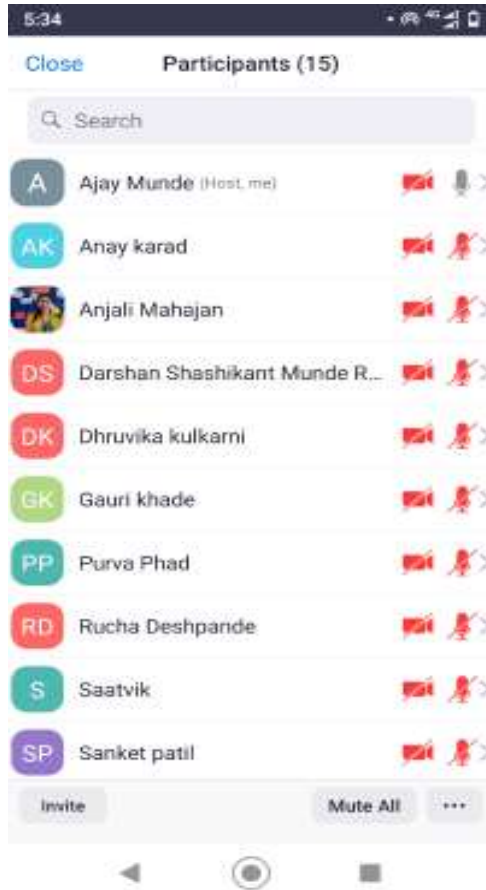 5:34
4G
Close Participants (15)
Search
A Ajay Munde (Host, me)
AK Anay karad
Anjali Mahajan
DS Darshan Shashikant Munde R...
DK Dhruvika kulkarni
GK Gauri khade
PP Purva Phad
RD Rucha Deshpande
S Saatvik
SP Sanket patil
Invite Mute All ...